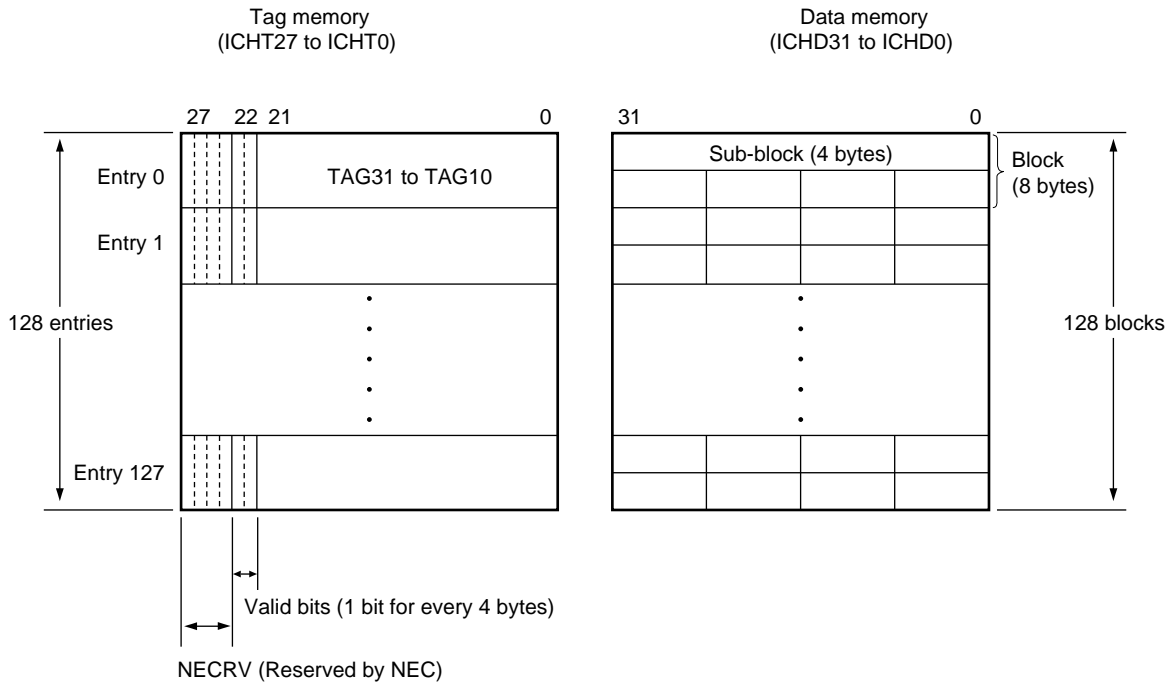 Tag memory
(ICHT27 to ICHT0)
Data memory
(ICHD31 to ICHD0)
27 22 21 0
31 0
Entry 0
TAG31 to TAG10
Sub-block (4 bytes)
Block
(8 bytes)
Entry 1
128 entries
128 blocks
Entry 127
Valid bits (1 bit for every 4 bytes)
NECRV (Reserved by NEC)